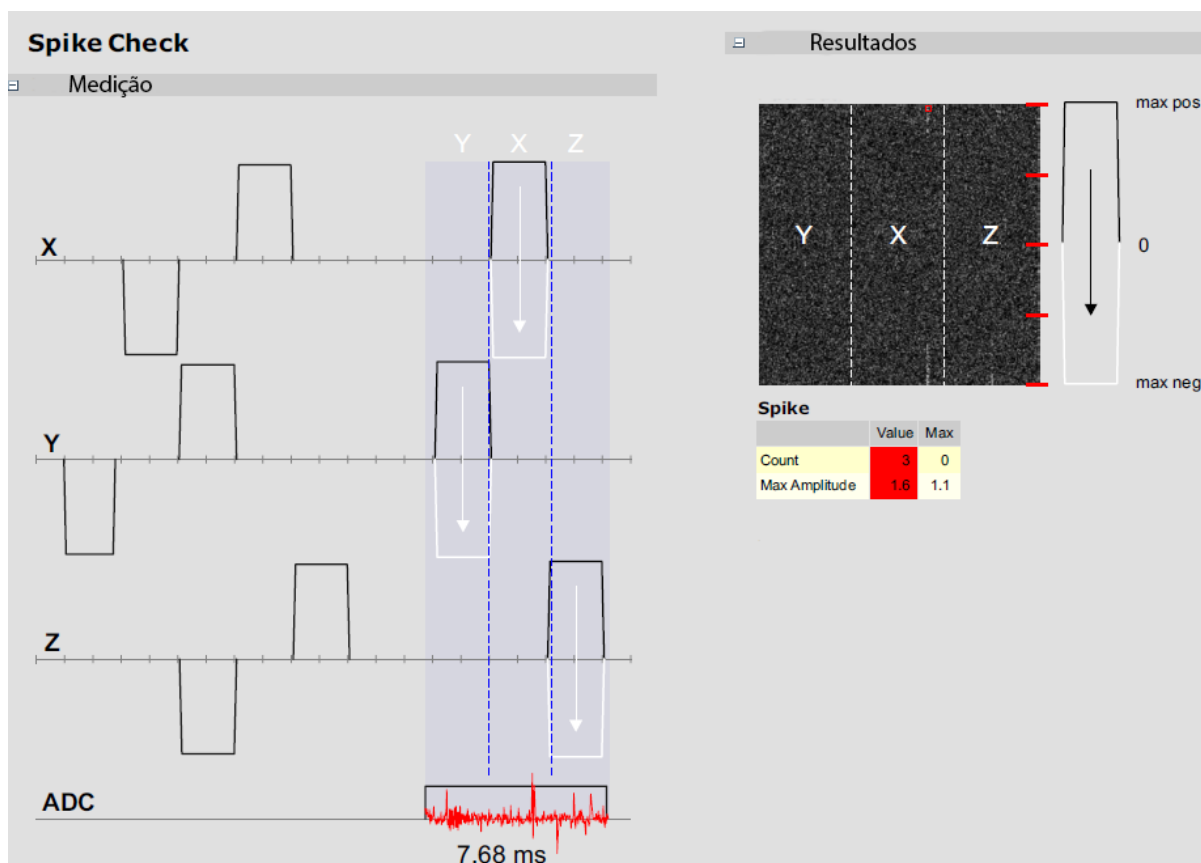 Spike Check
Medição
Y X Z
X
Y
Z
ADC
7.68 ms
Resultados
Y X Z
max pos
0
max neg
Spike
Value Max
Count 3 0
Max Amplitude 1.6 1.1